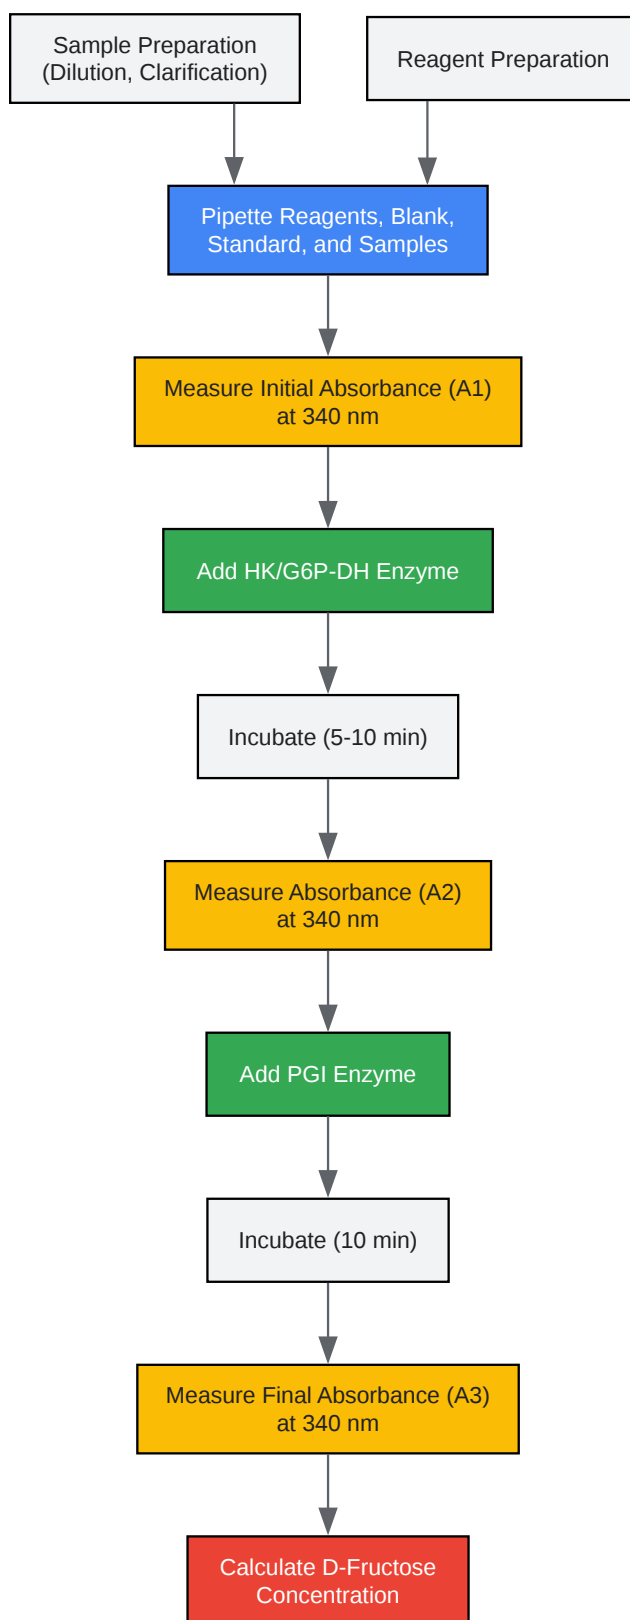 Sample Preparation
(Dilution, Clarification)
Reagent Preparation
Pipette Reagents, Blank,
Standard, and Samples
Measure Initial Absorbance (A1)
at 340 nm
Add HK/G6P-DH Enzyme
Incubate (5-10 min)
Measure Absorbance (A2)
at 340 nm
Add PGI Enzyme
Incubate (10 min)
Measure Final Absorbance (A3)
at 340 nm
Calculate D-Fructose
Concentration